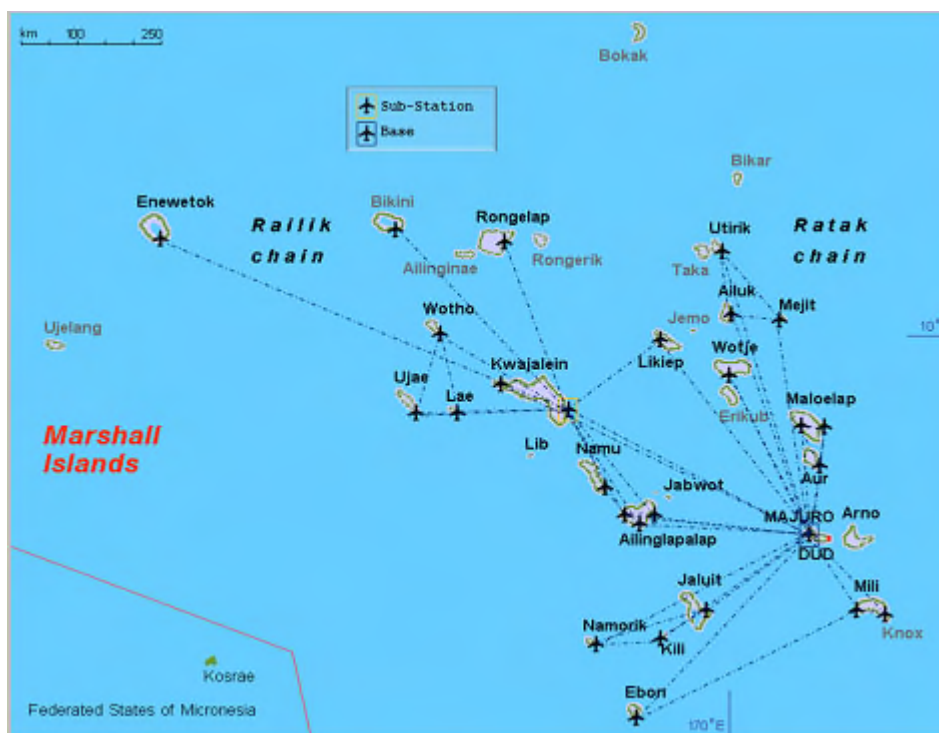 km 100 250
Bokak
Sub-Station
Base
Bikar
Enewetok
Railik
chain
Bikini
Rongelap
Utirik
Ratak
chain
Ailinginae
Rongerik
Taka
Ailuk
Mejit
Wotho
Jemo
Ujelang
10°
Kwajalein
Likiep
Wotje
Ujae
Lae
Erikub
Maloelap
Marshall
Islands
Lib
Namu
Aur
Jabwot
MAJURO
Arno
Ailinglapalap
DUD
Jaluit
Mili
Namorik
Kili
Knox
Kosrae
Ebon
Federated States of Micronesia
170°E